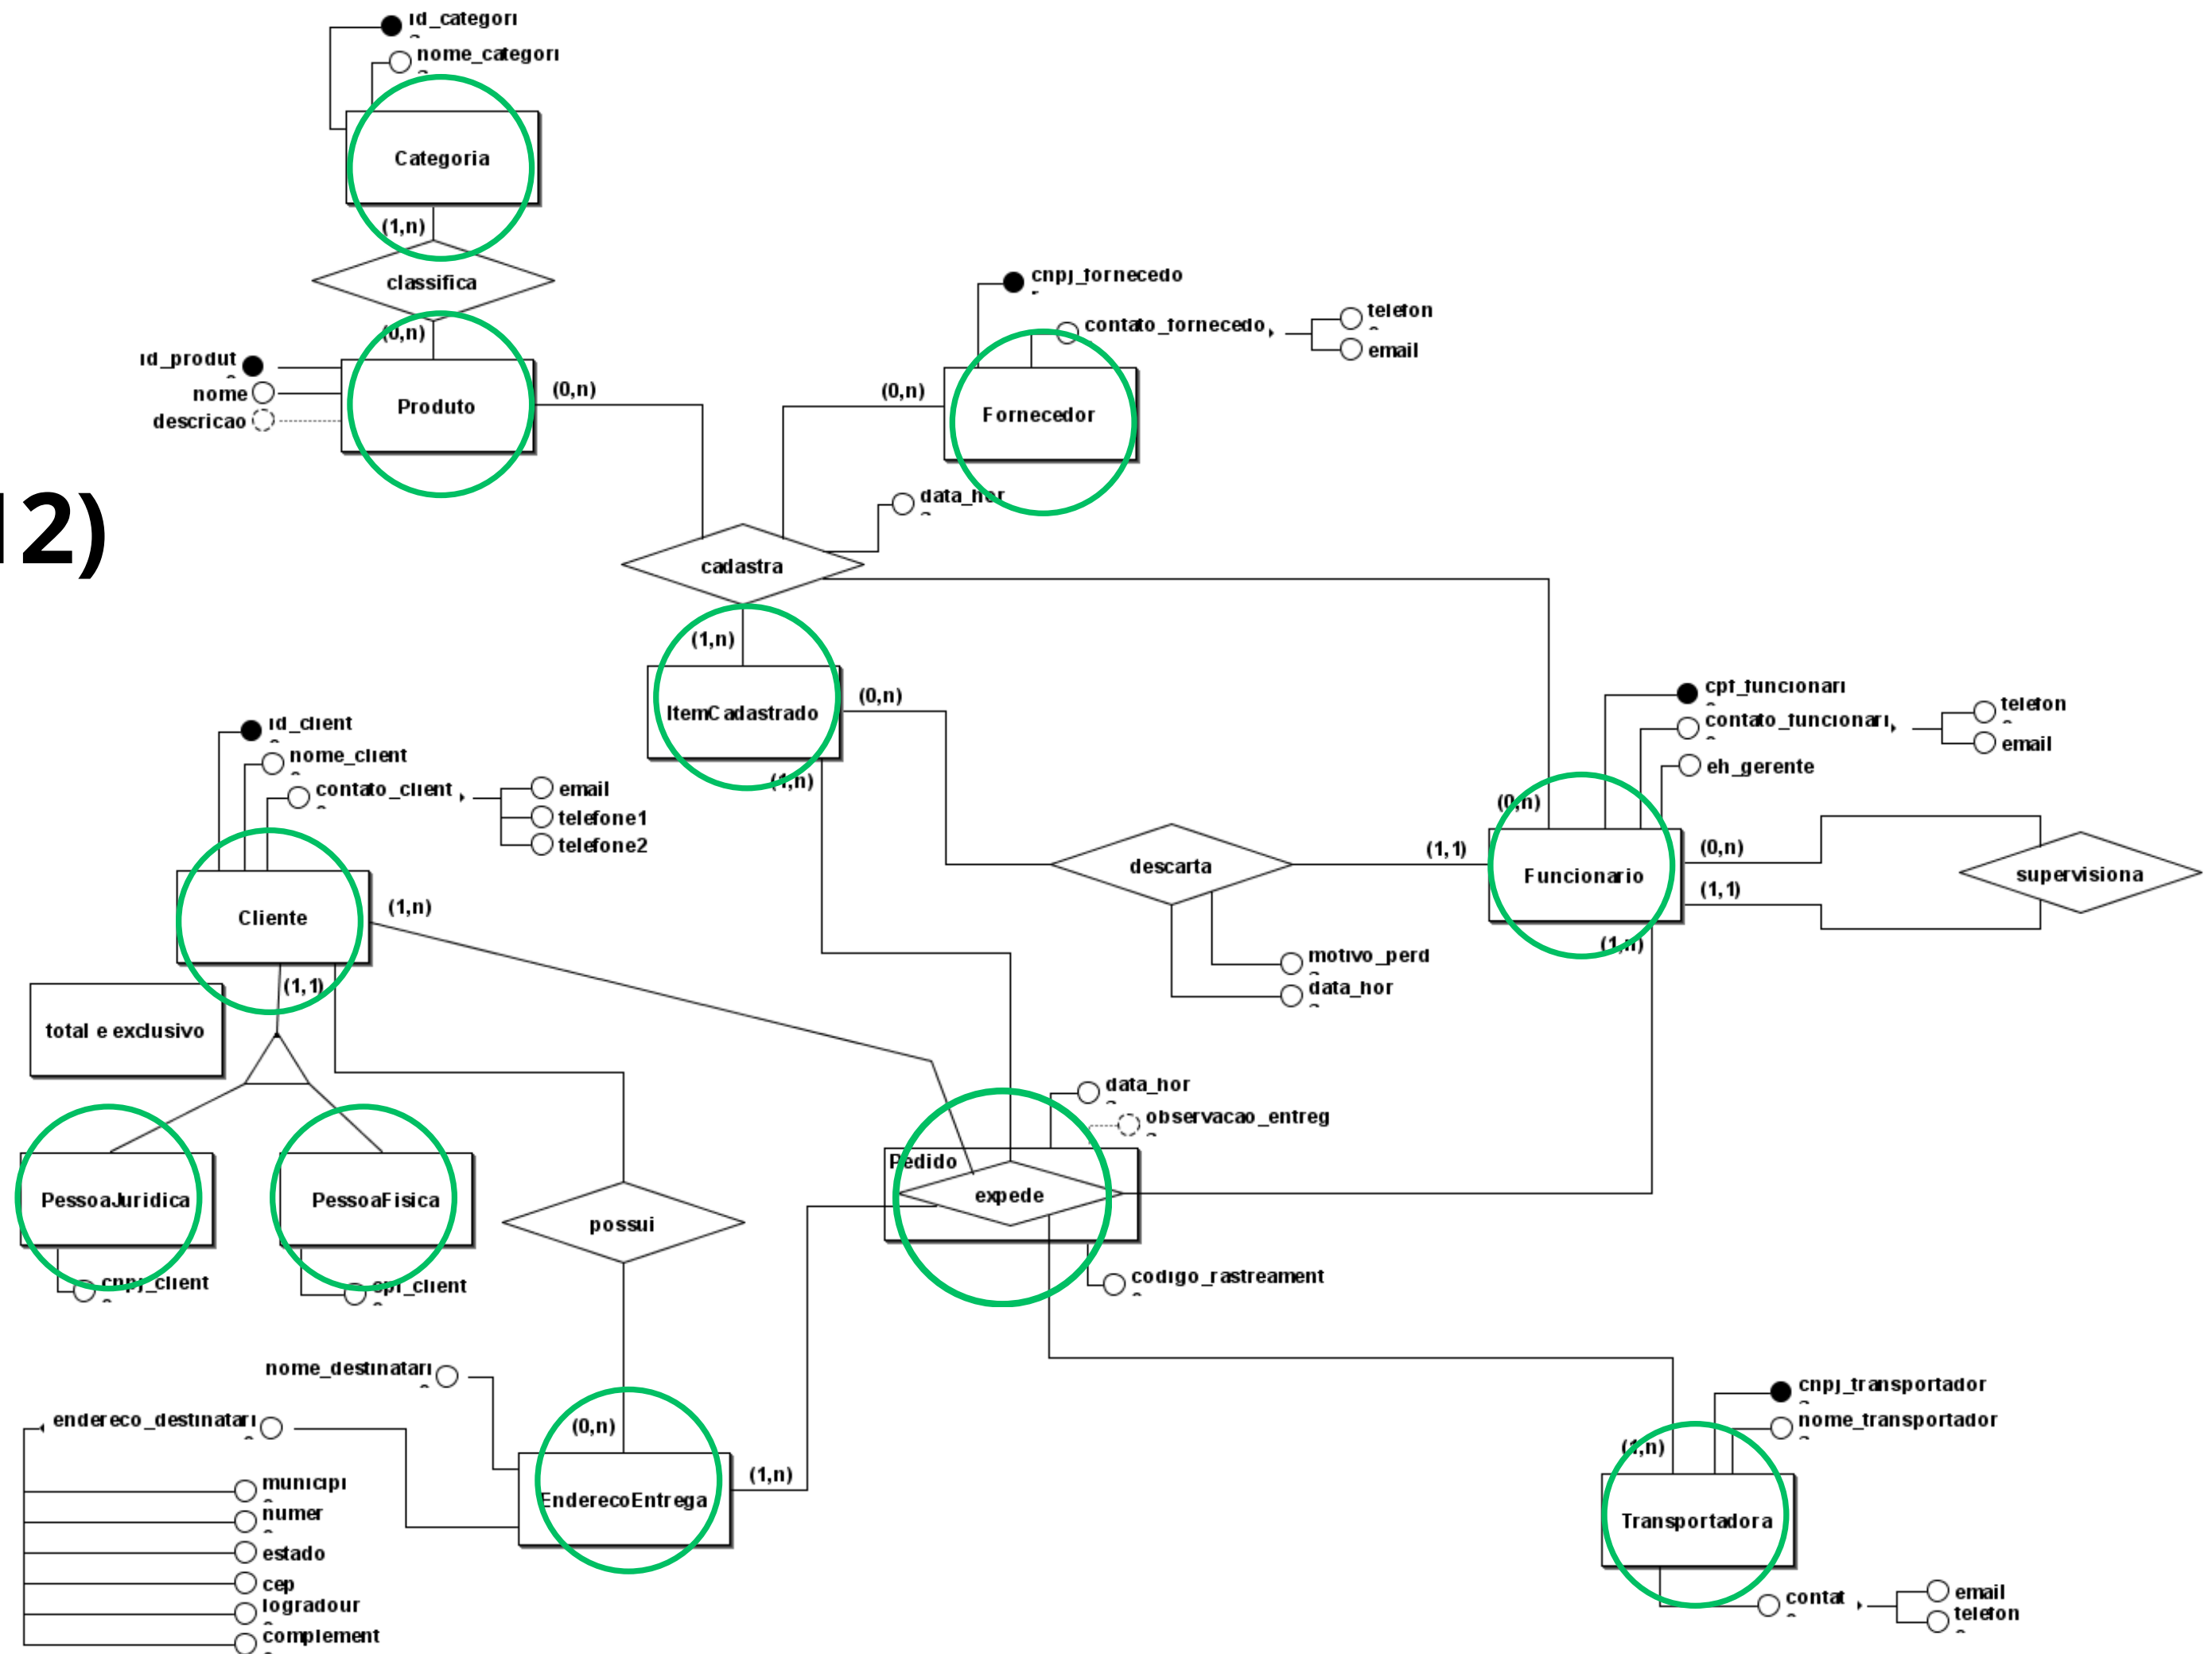 id_categori
nome_categori
Categoria
(1,n)
classifica
(0,n)
id_produt
nome
descricao
Produto
(0,n)
cnpj_fornecedo
contato_fornecedo
telefon
email
(0,n)
Fornecedor
12)
data_hor
cadastra
(1,n)
ItemCadastrado
(0,n)
(1,n)
cpf_funcionari
contato_funcionari
telefon
email
eh_gerente
(0,n)
Funcionario
(0,n)
(1,1)
supervisiona
(1,n)
id_client
nome_client
contato_client
email
telefone1
telefone2
Cliente
(1,n)
(1,1)
descarta
(1,1)
motivo_perd
data_hor
total e exclusivo
PessoaJuridica
PessoaFisica
cnpj_client
cpf_client
possui
data_hor
observacao_entreg
Pedido
expede
codigo_rastreament
nome_destinatari
endereco_destinatari
municipi
numer
estado
cep
logradour
complement
(0,n)
EnderecoEntrega
(1,n)
cnpj_transportador
nome_transportador
(1,n)
Transportadora
contat
email
telefon